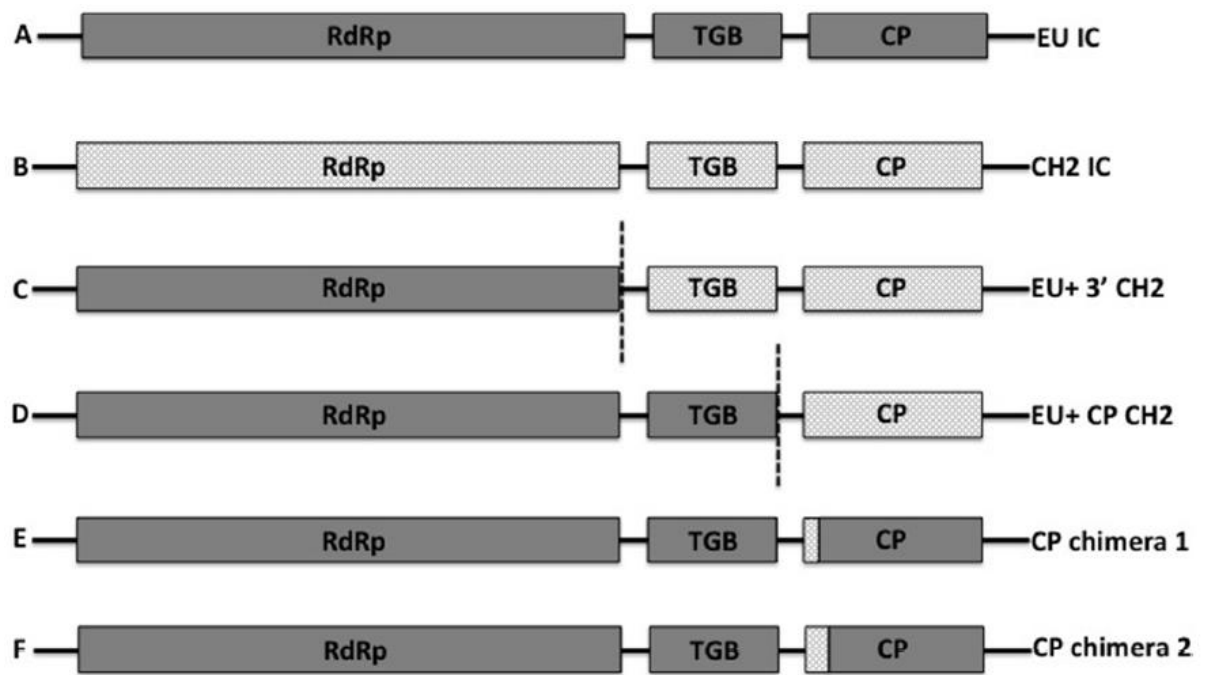 A RdRp TGB CP EU IC
B RdRp TGB CP CH2 IC
C RdRp TGB CP EU+ 3’ CH2
D RdRp TGB CP EU+ CP CH2
E RdRp TGB CP CP chimera 1
F RdRp TGB CP CP chimera 2